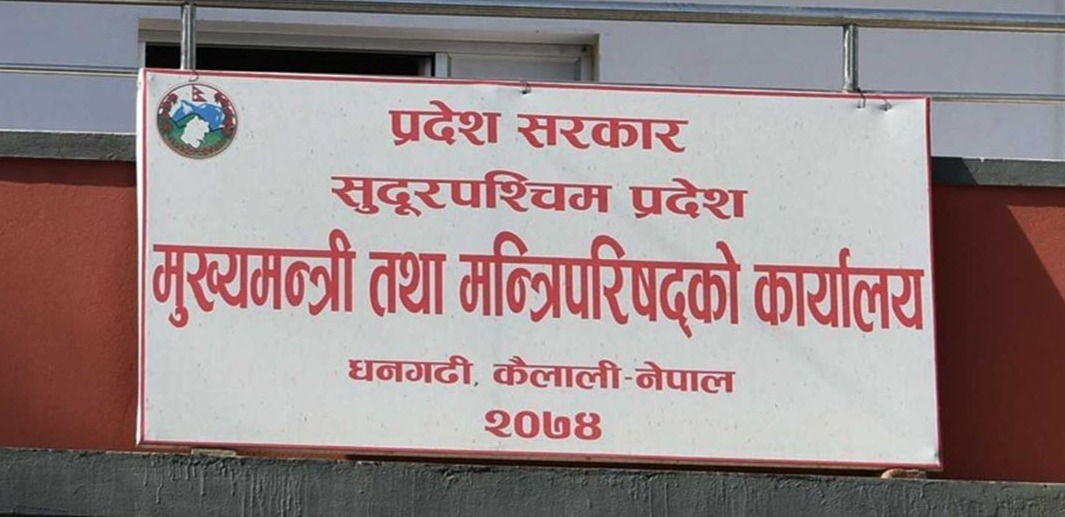 प्रदेश सरकार
सुदूरपश्चिम प्रदेश
मुख्यमन्त्री तथा मन्त्रिपरिषद्को कार्यालय
धनगढी, कैलाली-नेपाल
२०७४